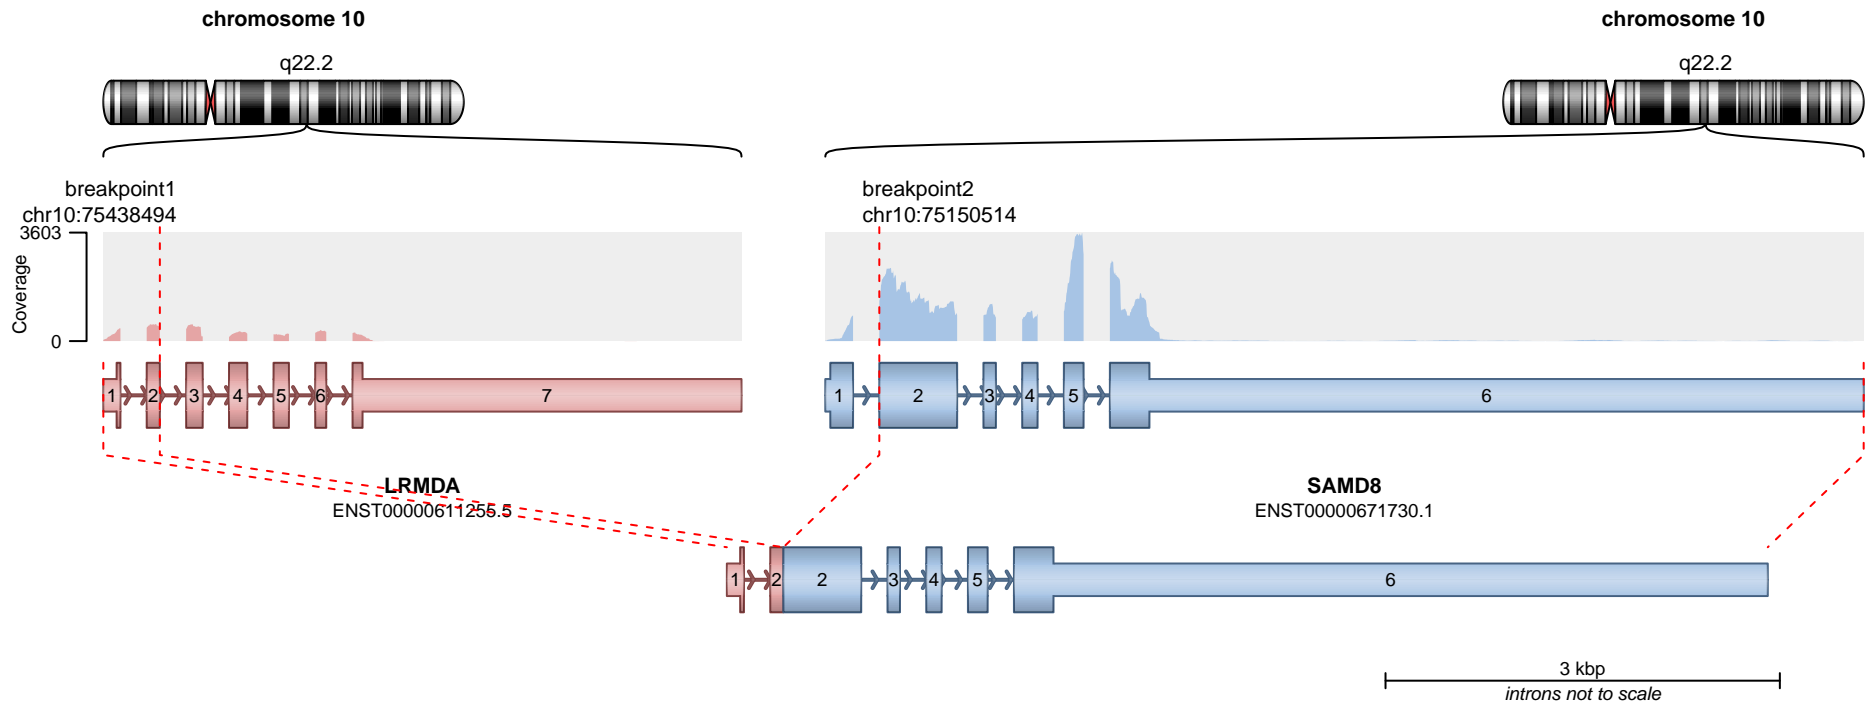 chromosome 10
chromosome 10
q22.2
q22.2
breakpoint1
chr10:75438494
breakpoint2
chr10:75150514
3603
Coverage
0
1 2 3 4 5 6 7
1 2 3 4 5 6
LRMDA
ENST00000611255.5
SAMD8
ENST00000671730.1
1 2 2 3 4 5 6
3 kbp
introns not to scale